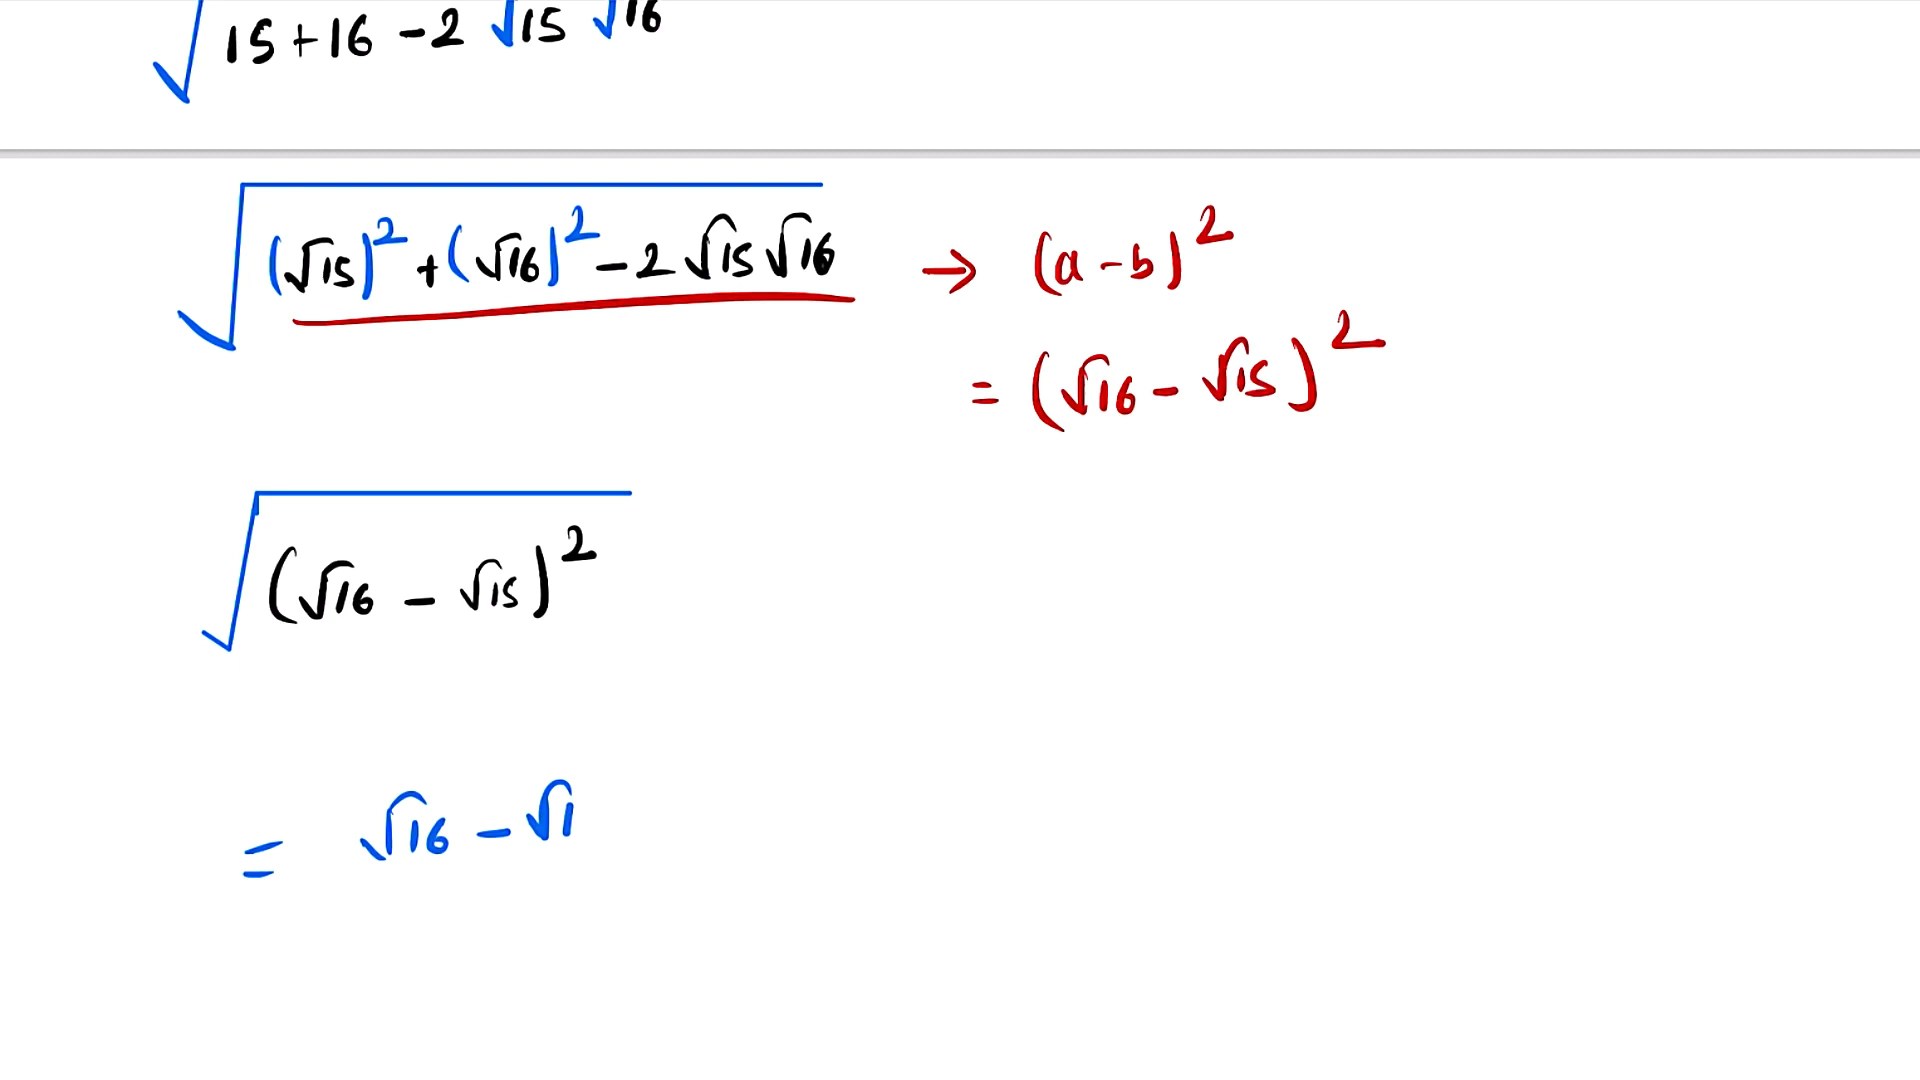 √15+16-2√15 √16
√(√15)²+(√16)²-2√15√16 → (a-b)²
= (√16-√15)²
√(√16-√15)²
= √16-√1